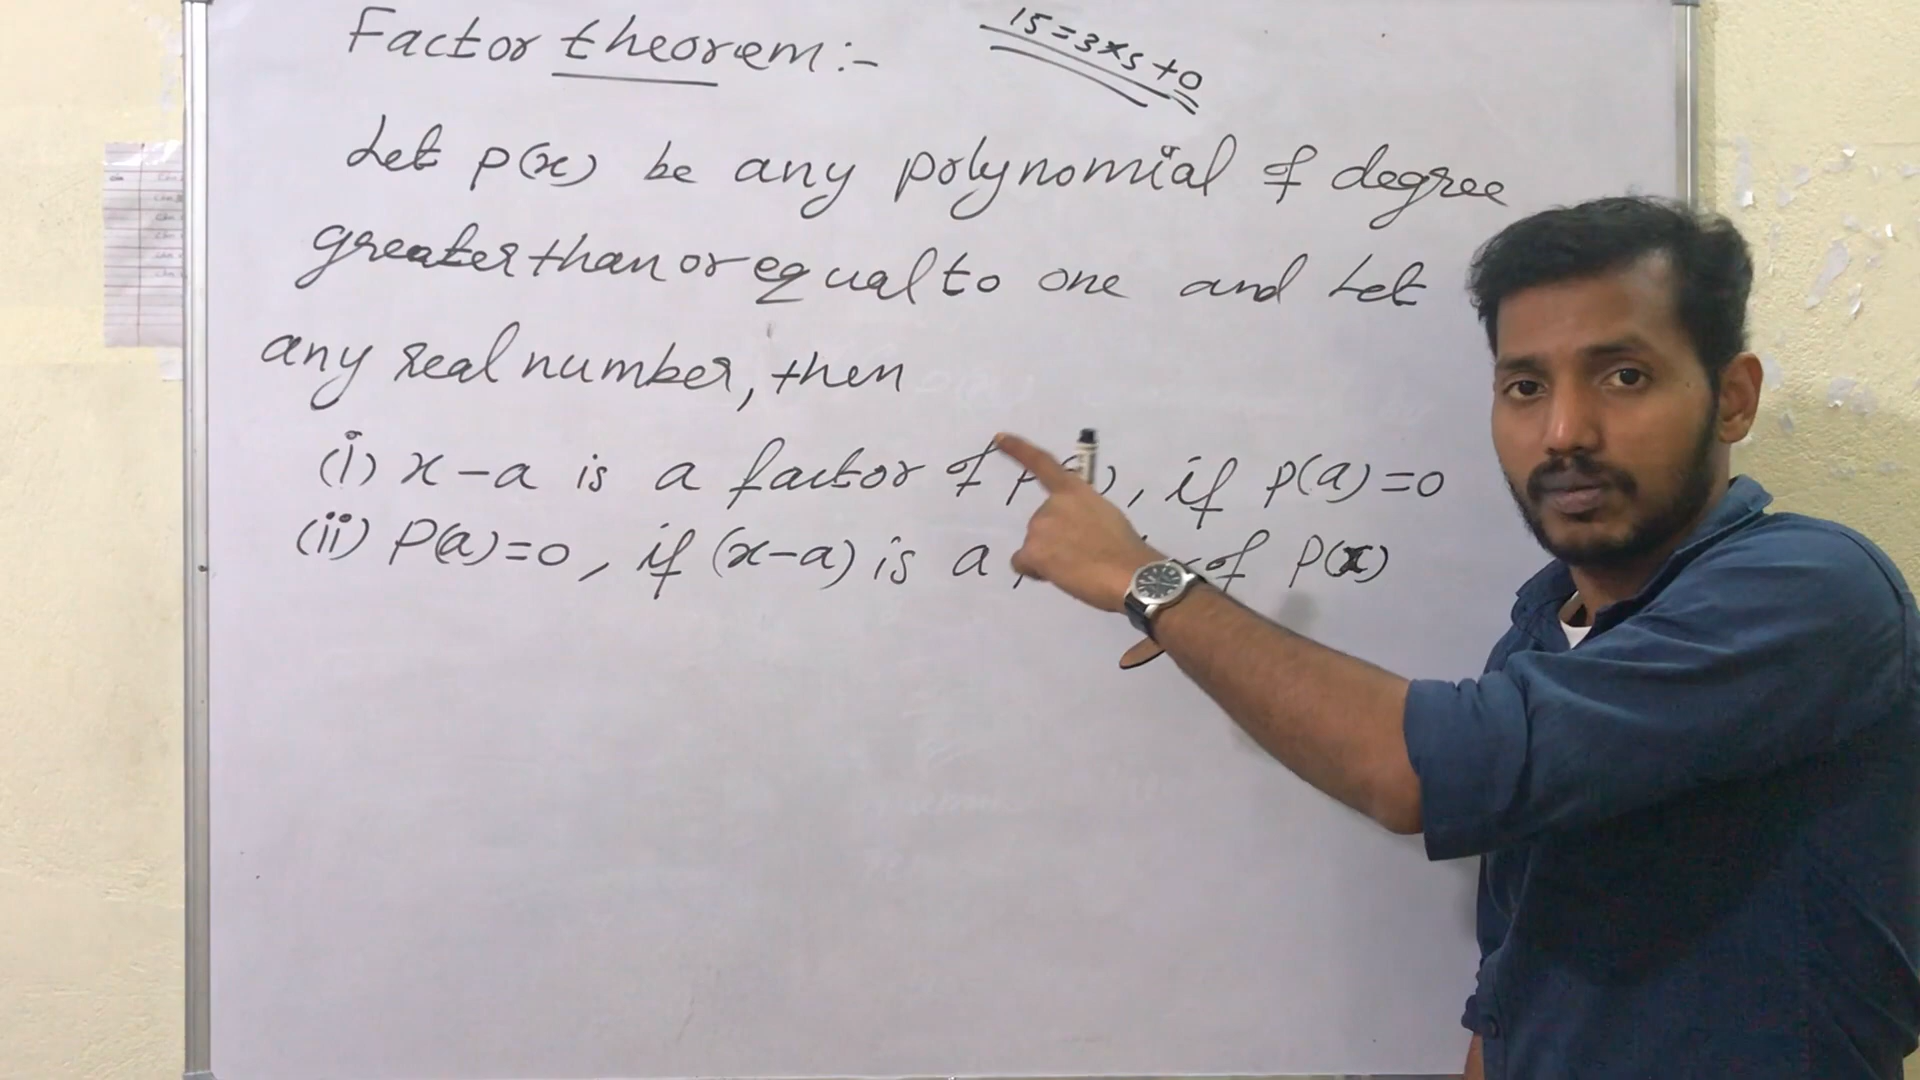 Factor theorem:-
15=3×5+0
Let p(x) be any polynomial of degree
greater than or equal to one and Let
any real number, then
(i) x-a is a factor of p( ), if p(a)=0
(ii) P(a)=0, if (x-a) is a of P(x)